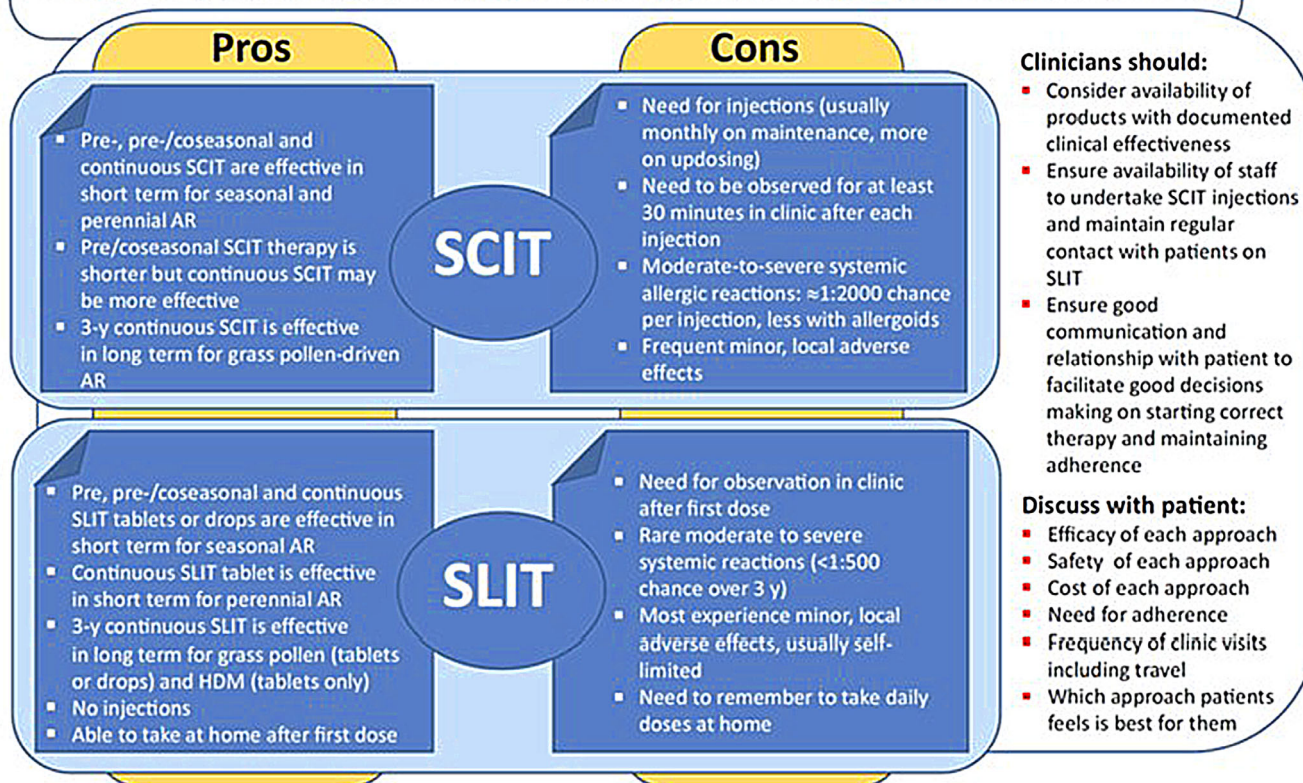 Pros
Cons
▪ Pre-, pre-/coseasonal and
continuous SCIT are effective in
short term for seasonal and
perennial AR
▪ Pre/coseasonal SCIT therapy is
shorter but continuous SCIT may
be more effective
▪ 3-y continuous SCIT is effective
in long term for grass pollen-driven
AR
SCIT
▪ Need for injections (usually
monthly on maintenance, more
on updosing)
▪ Need to be observed for at least
30 minutes in clinic after each
injection
▪ Moderate-to-severe systemic
allergic reactions: ≈1:2000 chance
per injection, less with allergoids
▪ Frequent minor, local adverse
effects
▪ Pre, pre-/coseasonal and continuous
SLIT tablets or drops are effective in
short term for seasonal AR
▪ Continuous SLIT tablet is effective
in short term for perennial AR
▪ 3-y continuous SLIT is effective
in long term for grass pollen (tablets
or drops) and HDM (tablets only)
▪ No injections
▪ Able to take at home after first dose
SLIT
▪ Need for observation in clinic
after first dose
▪ Rare moderate to severe
systemic reactions (<1:500
chance over 3 y)
▪ Most experience minor, local
adverse effects, usually self-
limited
▪ Need to remember to take daily
doses at home
Clinicians should:
▪ Consider availability of
products with documented
clinical effectiveness
▪ Ensure availability of staff
to undertake SCIT injections
and maintain regular
contact with patients on
SLIT
▪ Ensure good
communication and
relationship with patient to
facilitate good decisions
making on starting correct
therapy and maintaining
adherence
Discuss with patient:
▪ Efficacy of each approach
▪ Safety of each approach
▪ Cost of each approach
▪ Need for adherence
▪ Frequency of clinic visits
including travel
▪ Which approach patients
feels is best for them